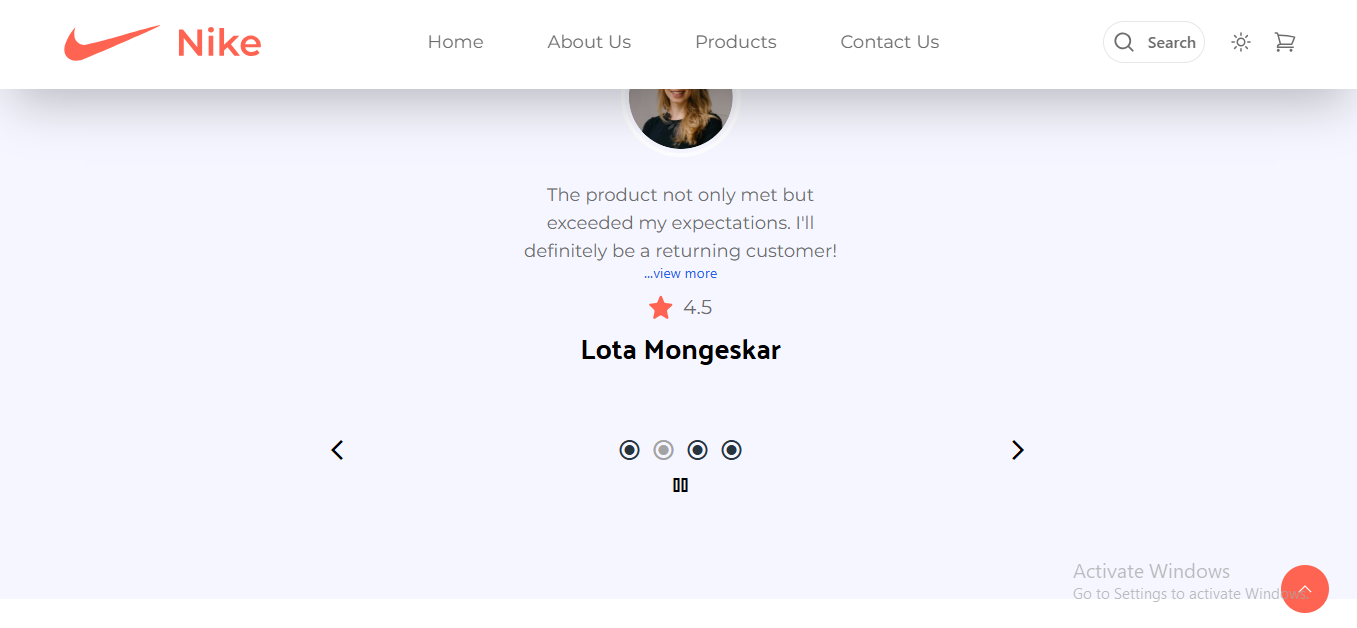 Nike
Home
About Us
Products
Contact Us
Search
The product not only met but
exceeded my expectations. I'll
definitely be a returning customer!
...view more
4.5
Lota Mongeskar
Activate Windows
Go to Settings to activate Windows.